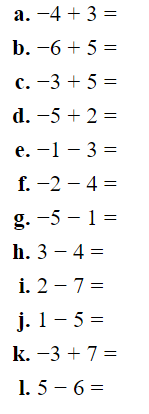 a. −4 + 3 =
b. −6 + 5 =
c. −3 + 5 =
d. −5 + 2 =
e. −1 − 3 =
f. −2 − 4 =
g. −5 − 1 =
h. 3 − 4 =
i. 2 − 7 =
j. 1 − 5 =
k. −3 + 7 =
l. 5 − 6 =